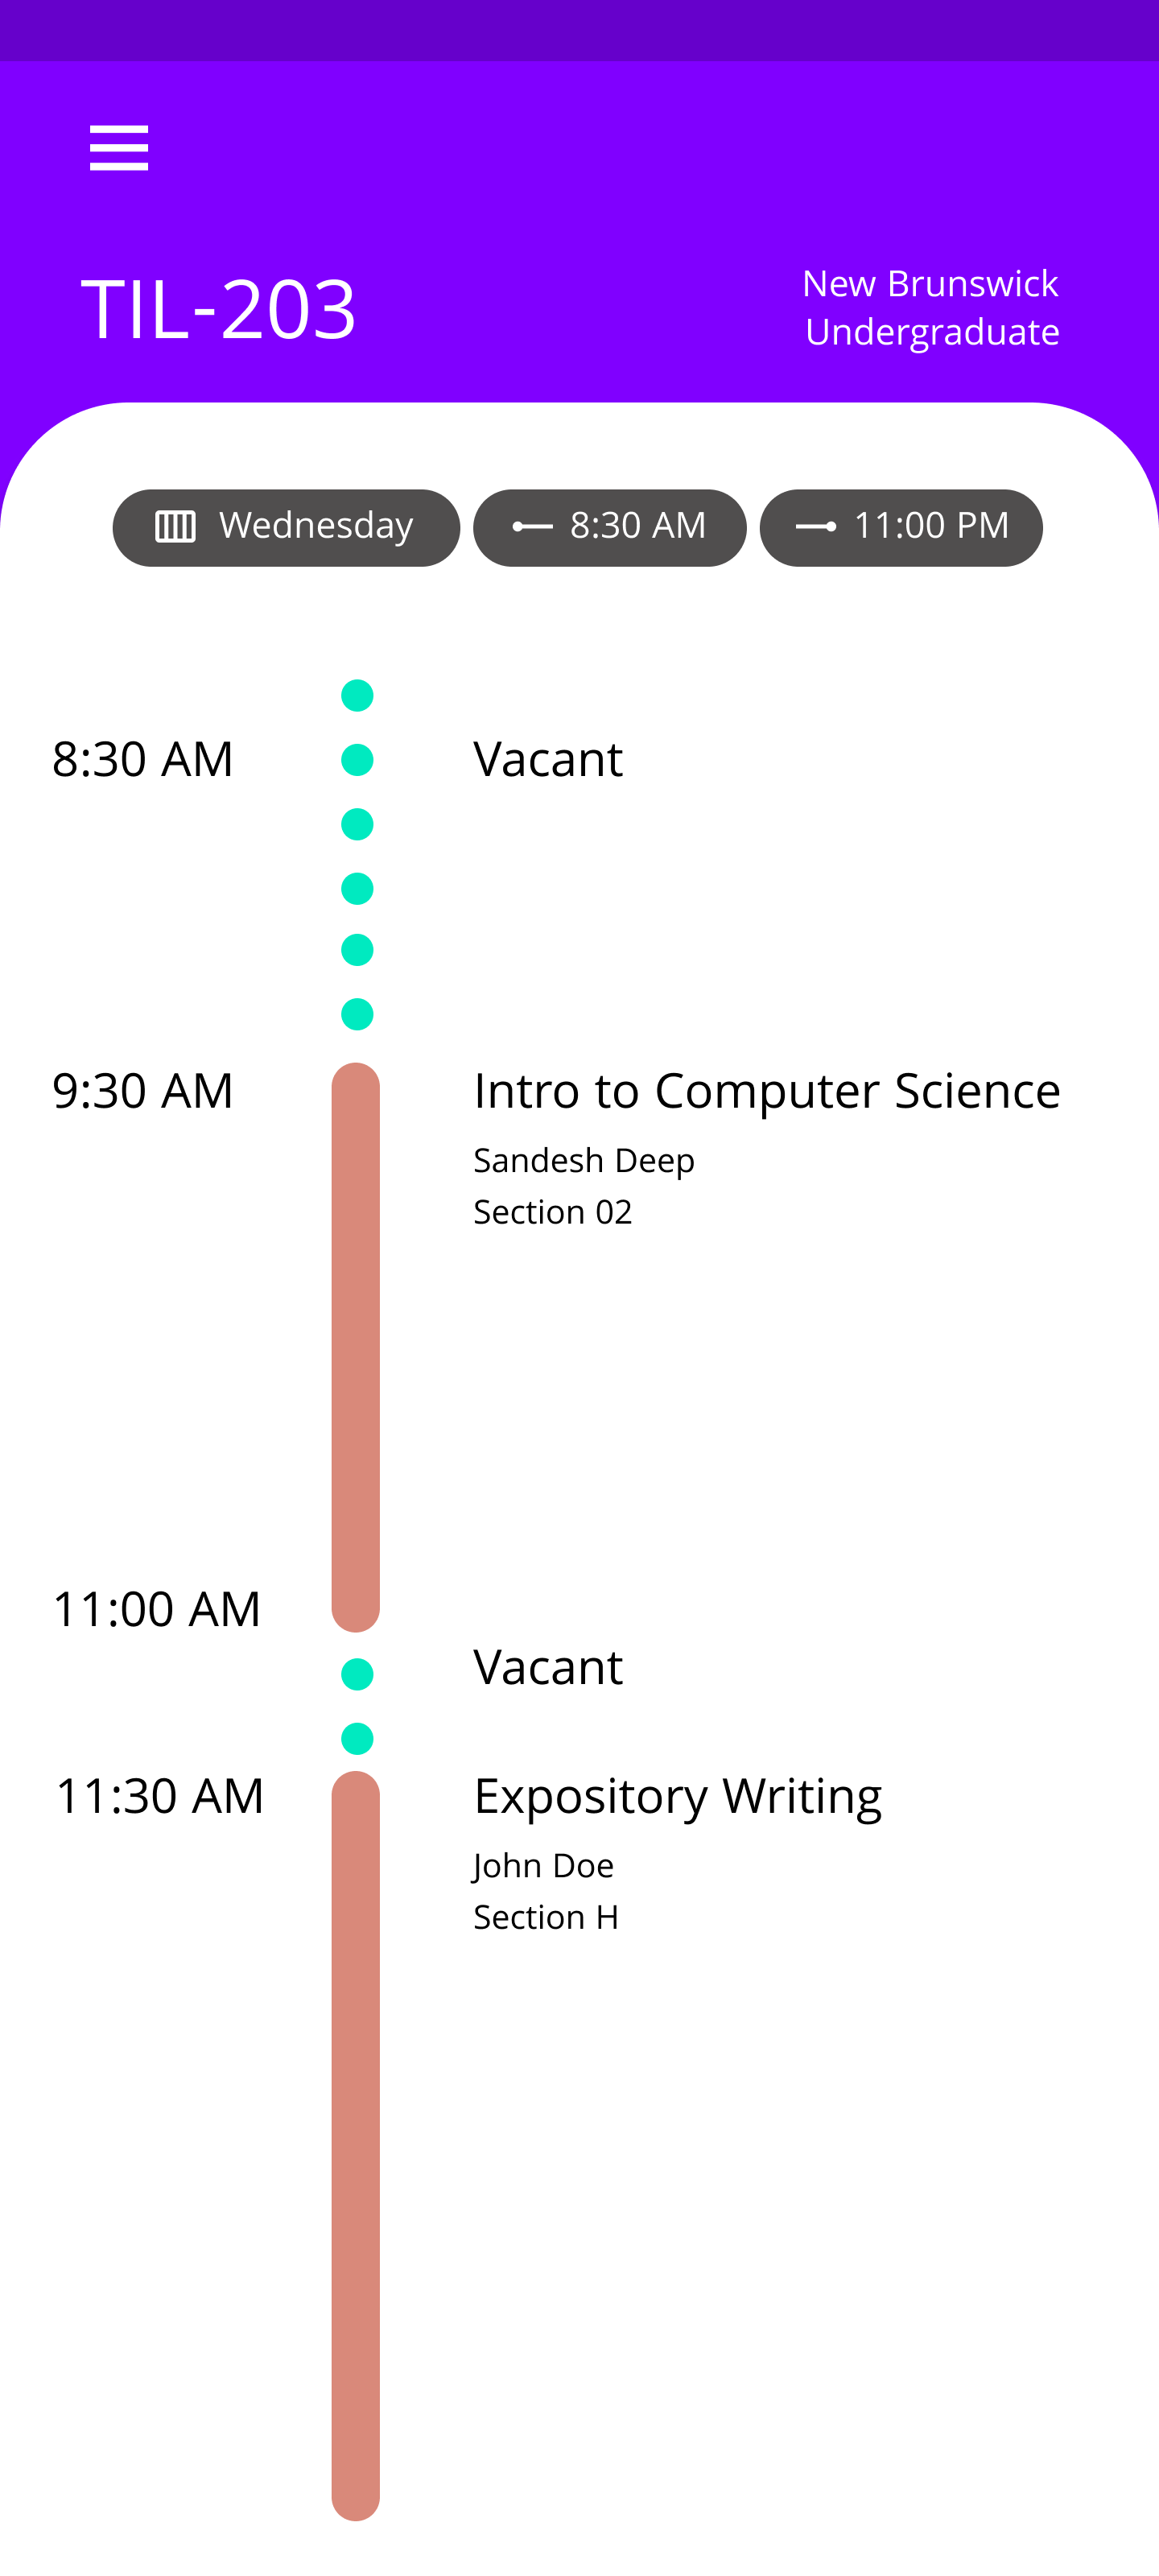 TIL-203
New Brunswick
Undergraduate
Wednesday
8:30 AM
11:00 PM
8:30 AM
Vacant
9:30 AM
Intro to Computer Science
Sandesh Deep
Section 02
11:00 AM
Vacant
11:30 AM
Expository Writing
John Doe
Section H